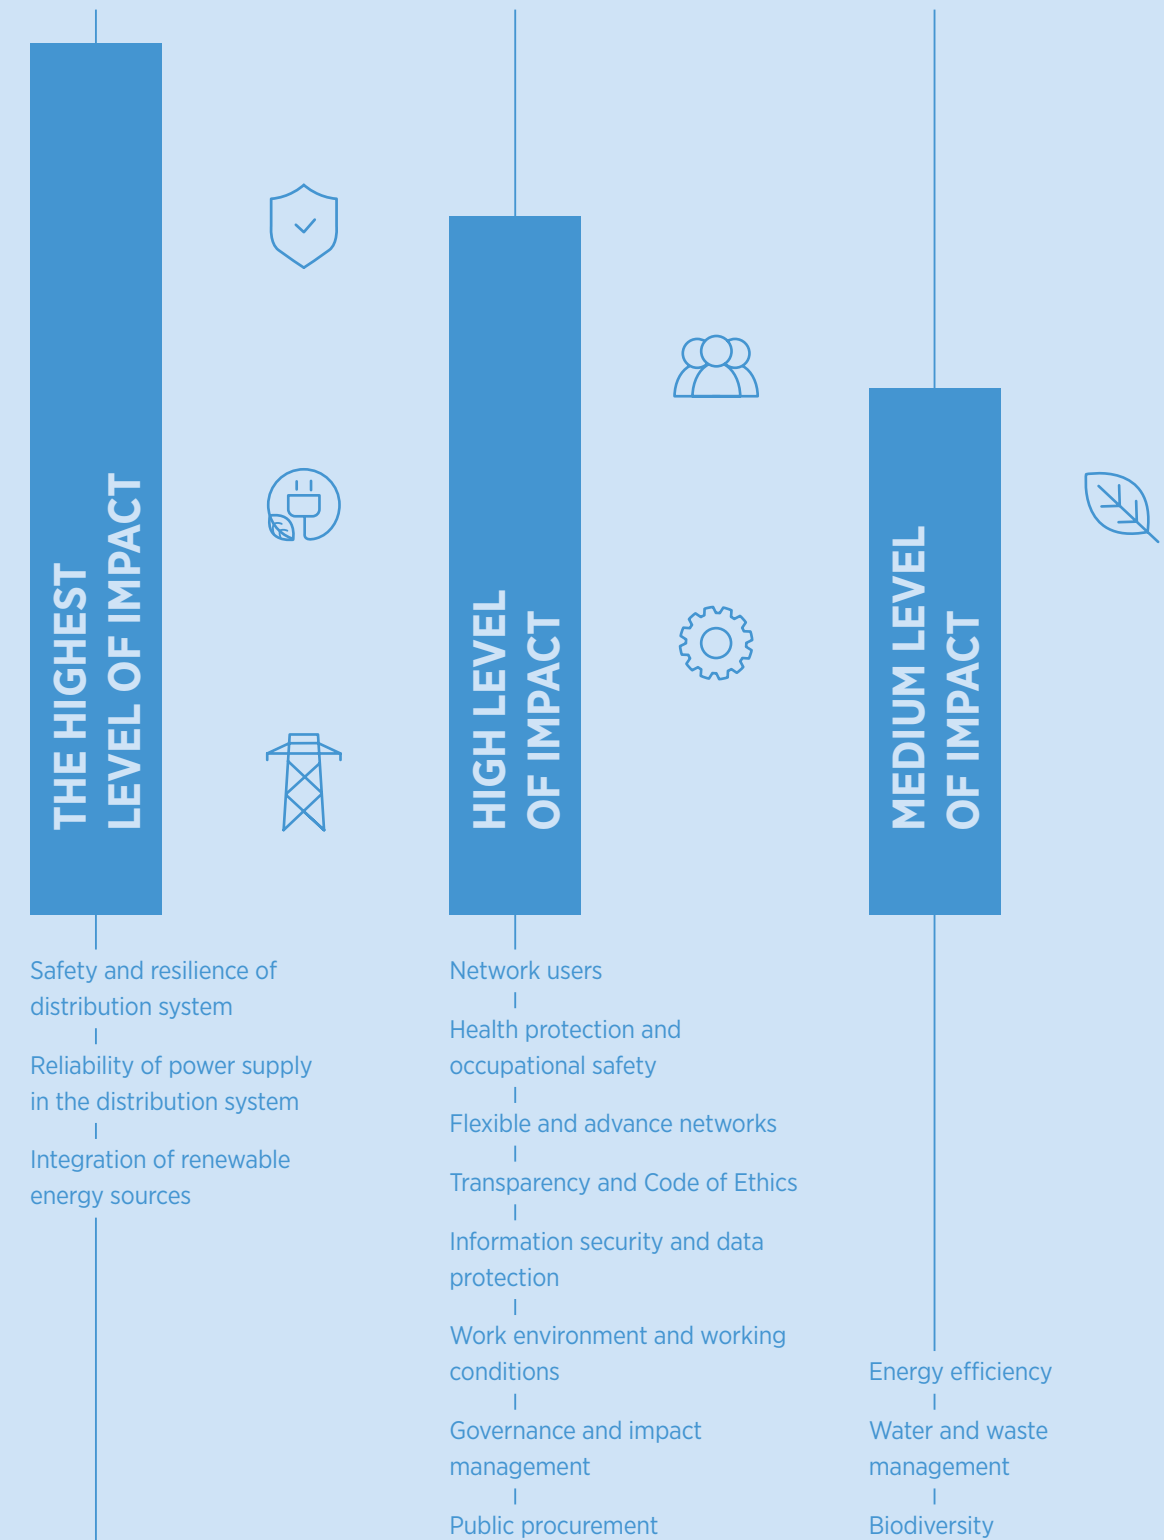 THE HIGHEST
LEVEL OF IMPACT
Safety and resilience of
distribution system
Reliability of power supply
in the distribution system
Integration of renewable
energy sources
HIGH LEVEL
OF IMPACT
Network users
Health protection and
occupational safety
Flexible and advance networks
Transparency and Code of Ethics
Information security and data
protection
Work environment and working
conditions
Governance and impact
management
Public procurement
MEDIUM LEVEL
OF IMPACT
Energy efficiency
Water and waste
management
Biodiversity